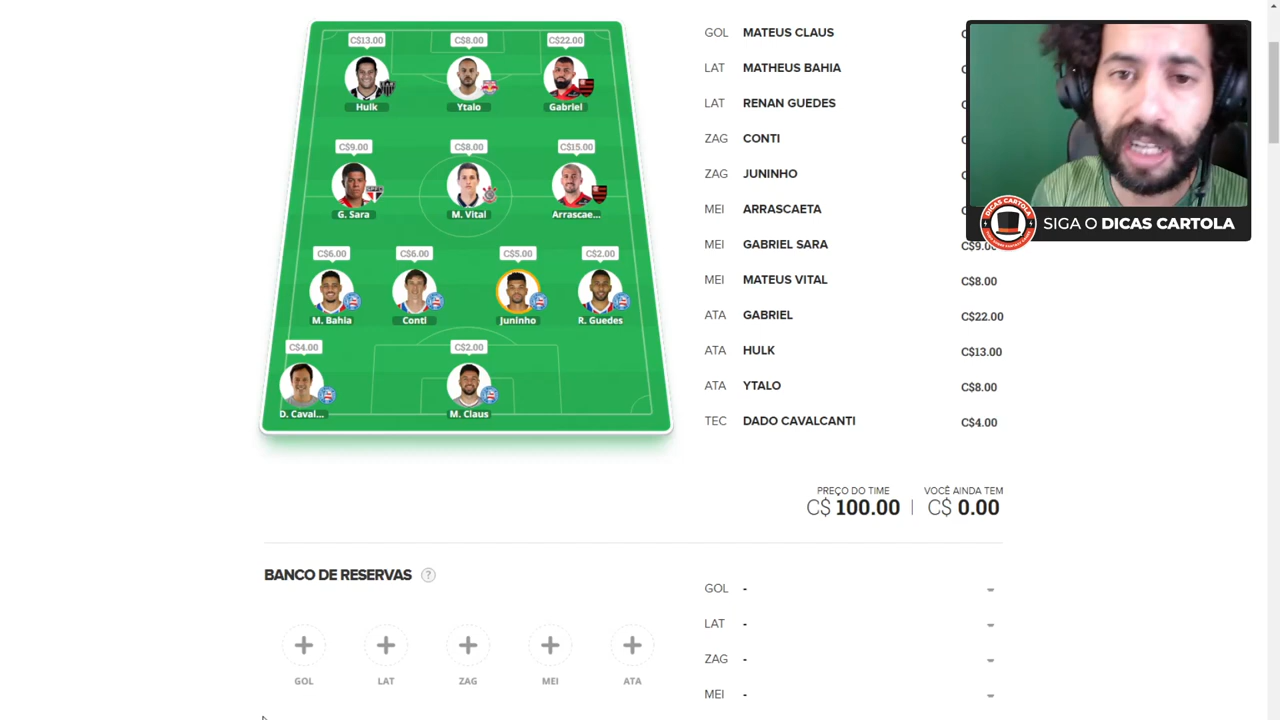 C$13.00
C$8.00
C$22.00
Hulk
Ytalo
Gabriel
C$9.00
C$8.00
C$15.00
G. Sara
M. Vital
Arrascae...
C$6.00
C$6.00
C$5.00
C$2.00
M. Bahia
Conti
Juninho
R. Guedes
C$4.00
C$2.00
D. Caval...
M. Claus
GOL MATEUS CLAUS
LAT MATHEUS BAHIA
LAT RENAN GUEDES
ZAG CONTI
ZAG JUNINHO
MEI ARRASCAETA
MEI GABRIEL SARA C$9.00
MEI MATEUS VITAL C$8.00
ATA GABRIEL C$22.00
ATA HULK C$13.00
ATA YTALO C$8.00
TEC DADO CAVALCANTI C$4.00
PREÇO DO TIME
C$ 100.00
VOCÊ AINDA TEM
C$ 0.00
DICAS CARTOLA
SIGA O DICAS CARTOLA
BANCO DE RESERVAS ?
GOL
LAT
ZAG
MEI
ATA
GOL - -
LAT - -
ZAG - -
MEI - -